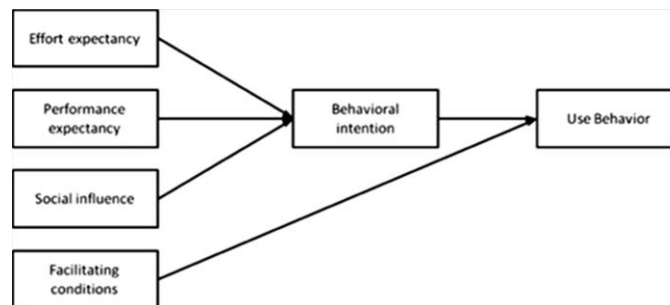 Effort expectancy
Performance
expectancy
Behavioral
intention
Use Behavior
Social influence
Facilitating
conditions